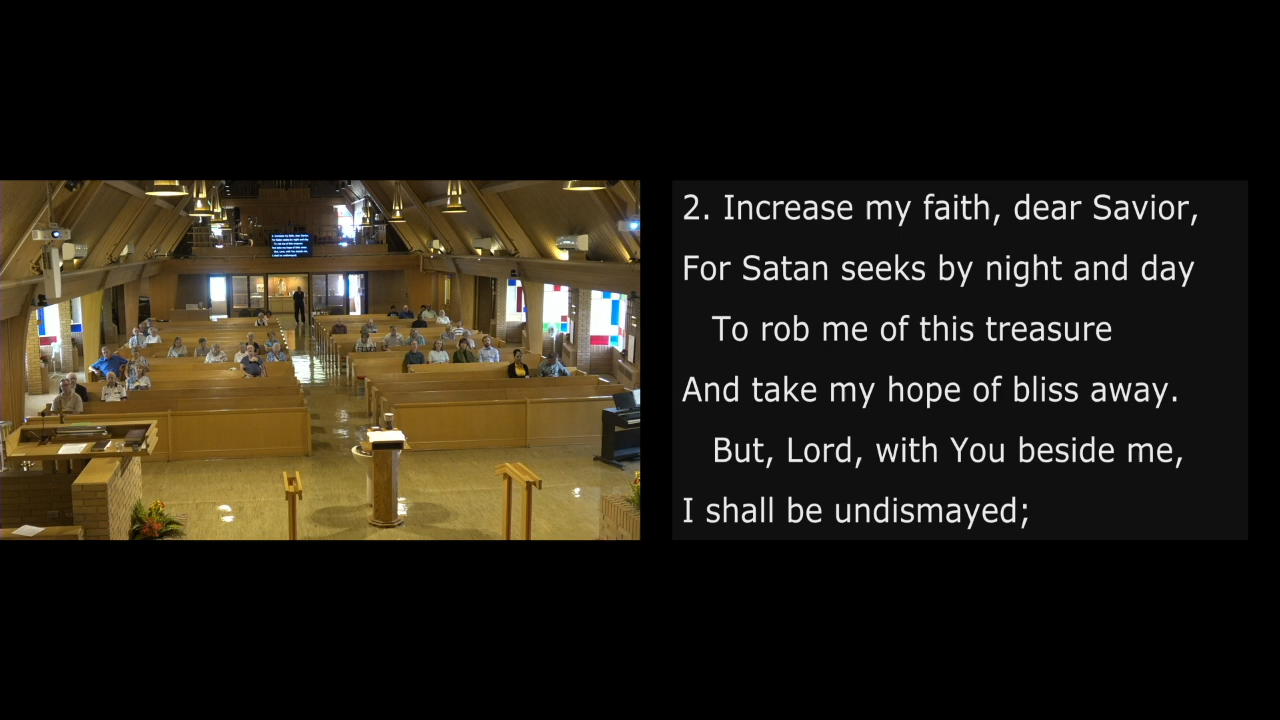 2. Increase my faith, dear Savior,
For Satan seeks by night and day
To rob me of this treasure
And take my hope of bliss away.
But, Lord, with You beside me,
I shall be undismayed;